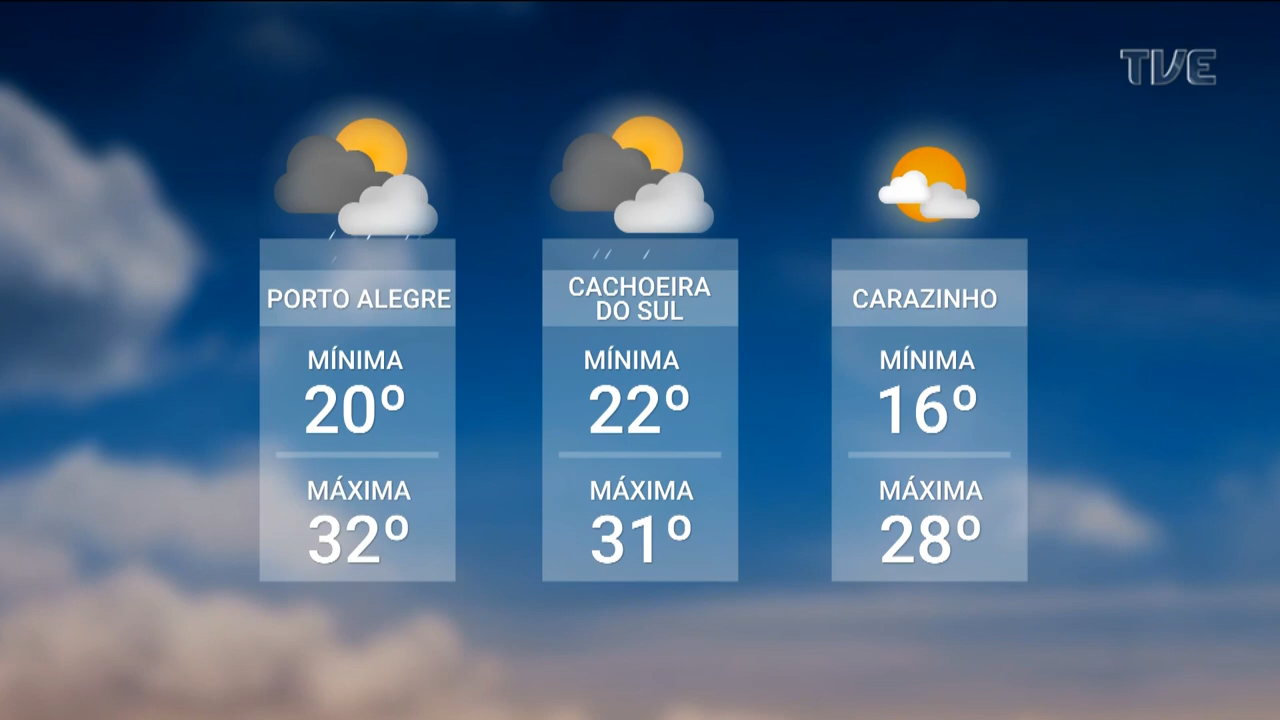 TVE
PORTO ALEGRE
MÍNIMA
20º
MÁXIMA
32º
CACHOEIRA
DO SUL
MÍNIMA
22º
MÁXIMA
31º
CARAZINHO
MÍNIMA
16º
MÁXIMA
28º